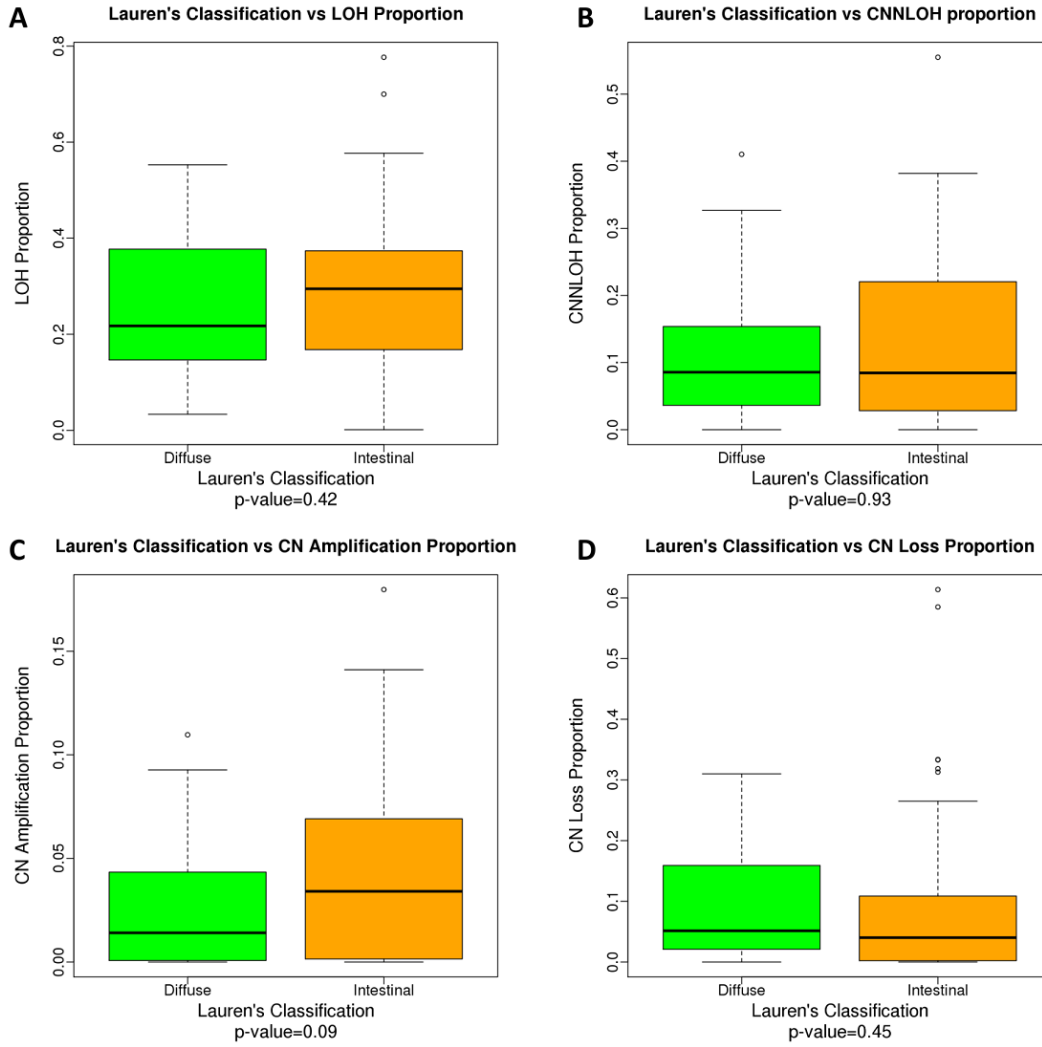 A
Lauren's Classification vs LOH Proportion
LOH Proportion
0.8
0.6
0.4
0.2
0.0
Diffuse
Intestinal
Lauren's Classification
p-value=0.42
B
Lauren's Classification vs CNNLOH proportion
CNNLOH Proportion
0.5
0.4
0.3
0.2
0.1
0.0
Diffuse
Intestinal
Lauren's Classification
p-value=0.93
C
Lauren's Classification vs CN Amplification Proportion
CN Amplification Proportion
0.15
0.10
0.05
0.00
Diffuse
Intestinal
Lauren's Classification
p-value=0.09
D
Lauren's Classification vs CN Loss Proportion
CN Loss Proportion
0.6
0.5
0.4
0.3
0.2
0.1
0.0
Diffuse
Intestinal
Lauren's Classification
p-value=0.45